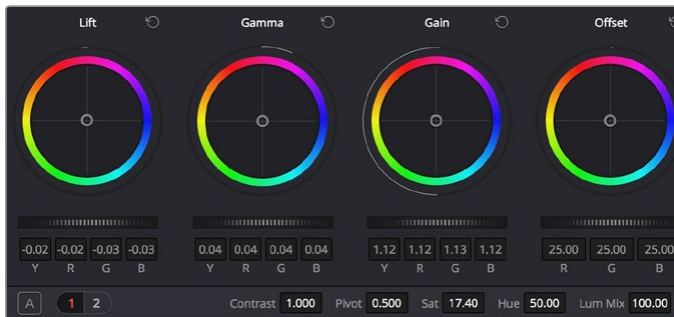 Lift Gamma Gain Offset
-0.02 -0.02 -0.03 -0.03 0.04 0.04 0.04 0.04 1.12 1.12 1.13 1.12 25.00 25.00 25.00
Y R G B Y R G B Y R G B R G B
A 1 2 Contrast 1.000 Pivot 0.500 Sat 17.40 Hue 50.00 Lum Mix 100.00